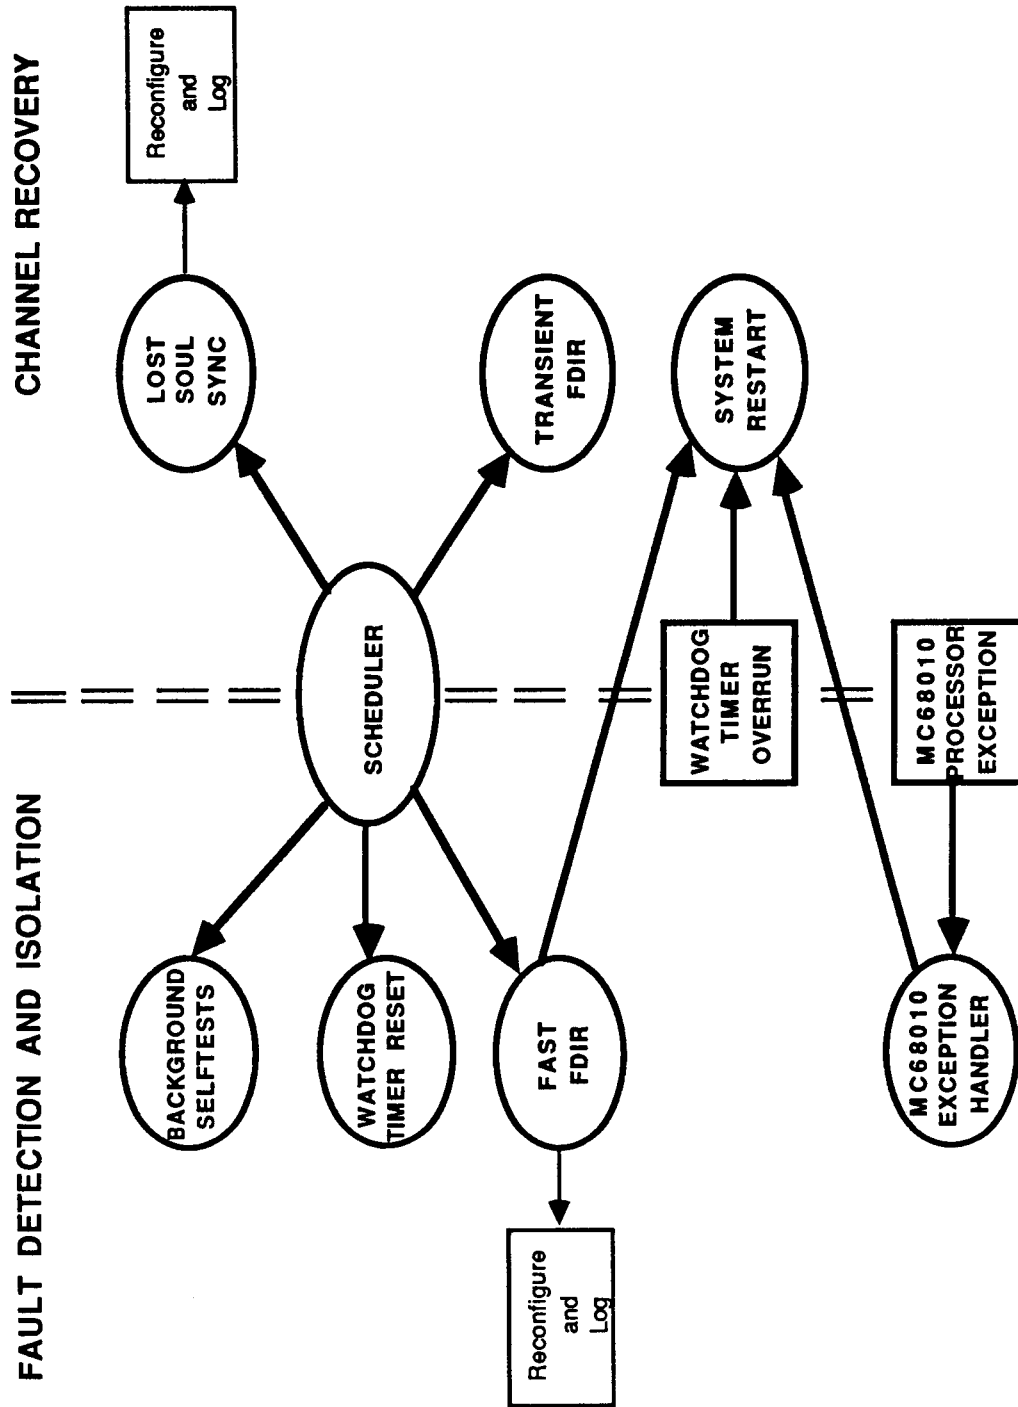 FAULT DETECTION AND ISOLATION
CHANNEL RECOVERY
Reconfigure
and
Log
LOST
SOUL
SYNC
BACKGROUND
SELFTESTS
SCHEDULER
WATCHDOG
TIMER RESET
TRANSIENT
FDIR
FAST
FDIR
Reconfigure
and
Log
WATCHDOG
TIMER
OVERRUN
SYSTEM
RESTART
MC68010
EXCEPTION
HANDLER
MC68010
PROCESSOR
EXCEPTION